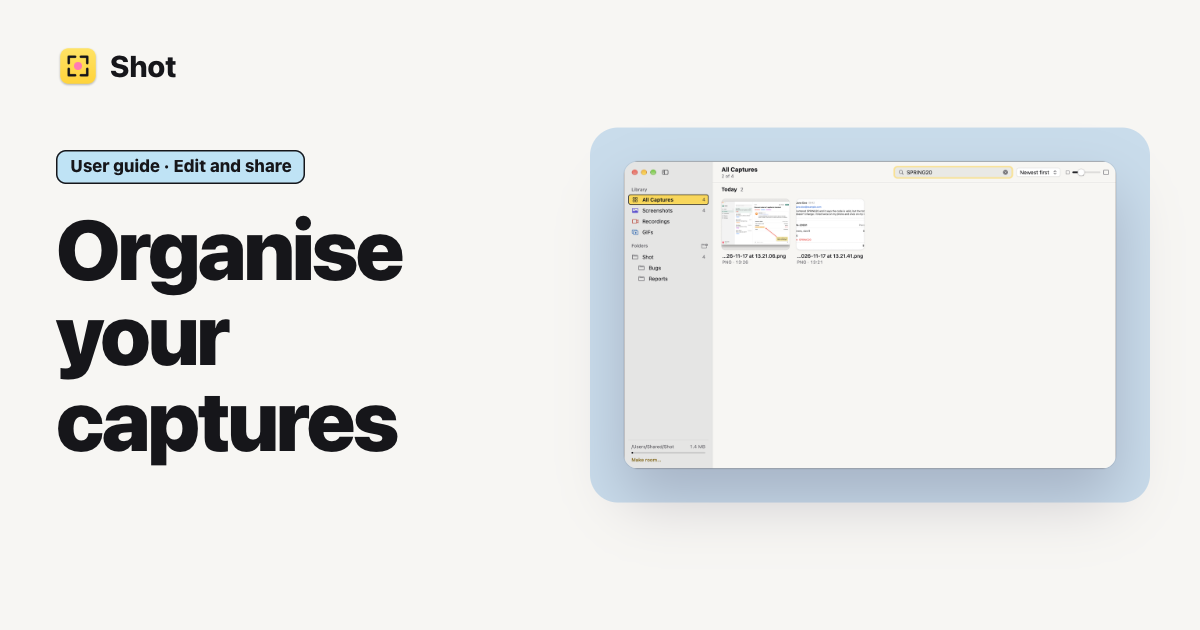 Shot
User guide · Edit and share
Organise
your
captures
All Captures
2 of 4
SPRING20
Newest first
Library
All Captures 4
Screenshots 4
Recordings
GIFs
Folders
Shot 4
Bugs
Reports
Today 2
...26-11-17 at 13.21.06.png
PNG
...026-11-17 at 13.21.41.png
PNG · 13:21
/Users/Shared/Shot 1.4 MB
Make room...